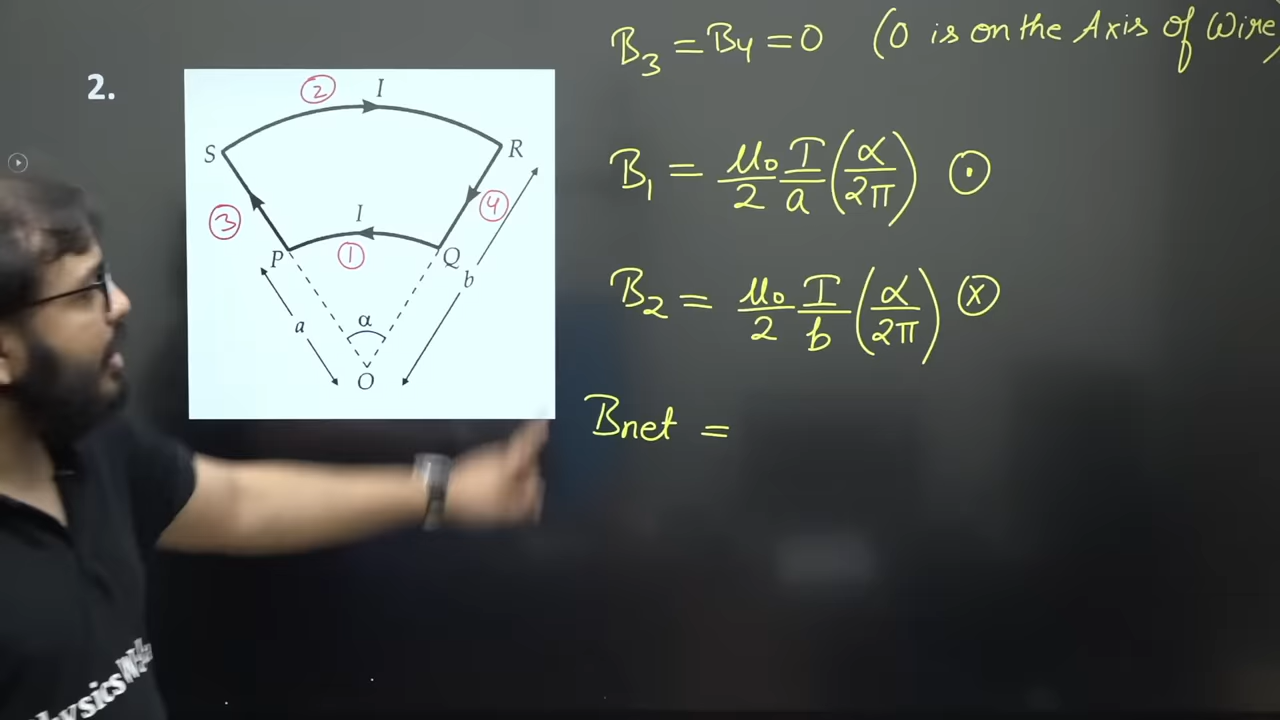 B₃ = B₄ = 0 (O is on the Axis of Wire)
2.
② I
S R
③ I ④
P ① Q
b
a α
O
B₁ = μ₀/2 I/a (α/2π) ⊙
B₂ = μ₀/2 I/b (α/2π) ⊗
Bnet =